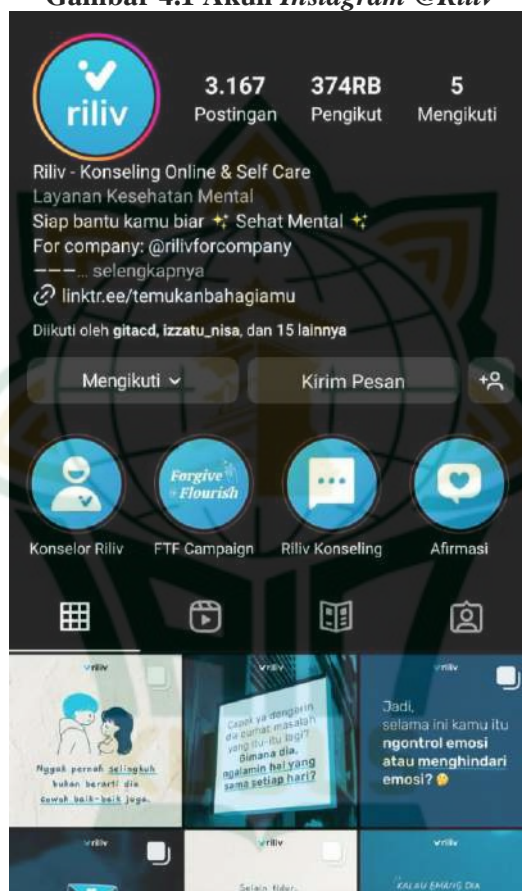 Gambar 4.1 Akun Instagram @Riliv
riliv
3.167 374RB 5
Postingan Pengikut Mengikuti
Riliv - Konseling Online & Self Care
Layanan Kesehatan Mental
Siap bantu kamu biar ✨ Sehat Mental ✨
For company: @rilivforcompany
———... selengkapnya
linktr.ee/temukanbahagiamu
Diikuti oleh gitacd, izzatu_nisa, dan 15 lainnya
Mengikuti
Kirim Pesan
Forgive
Flourish
Konselor Riliv
FTF Campaign
Riliv Konseling
Afirmasi
riliv
Nggak pernah selingkuh
bukan berarti dia
cowok baik-baik juga.
riliv
Capek ya dengerin
dia curhat masalah
yang itu-itu lagi?
Gimana dia,
ngalamin hal yang
sama setiap hari?
riliv
Jadi,
selama ini kamu itu
ngontrol emosi
atau menghindari
emosi? 🤔
riliv
riliv
Selain tidur,
riliv
KALAU EMANG DIA